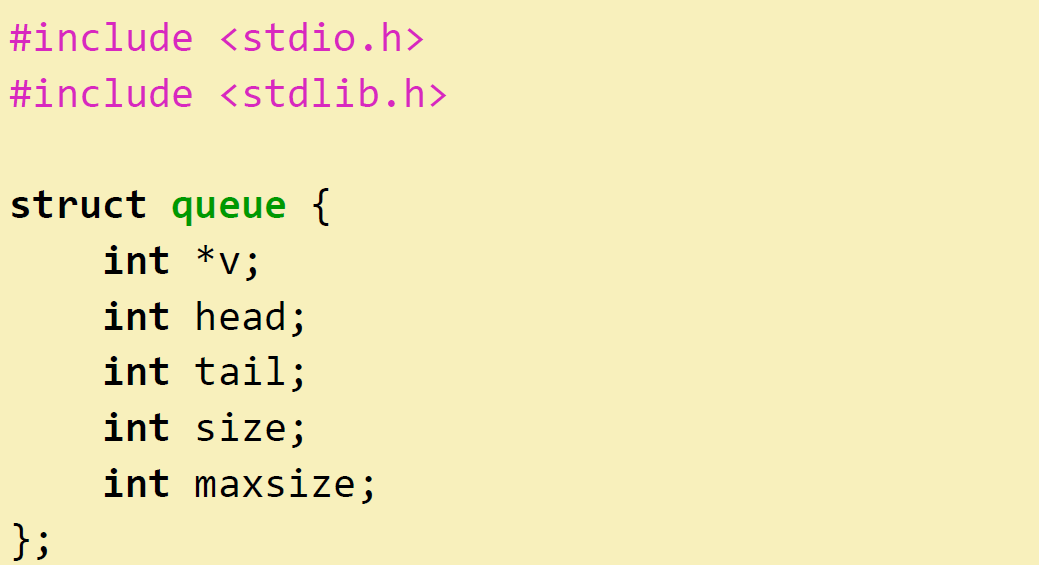 #include <stdio.h>
#include <stdlib.h>

struct queue {
    int *v;
    int head;
    int tail;
    int size;
    int maxsize;
};